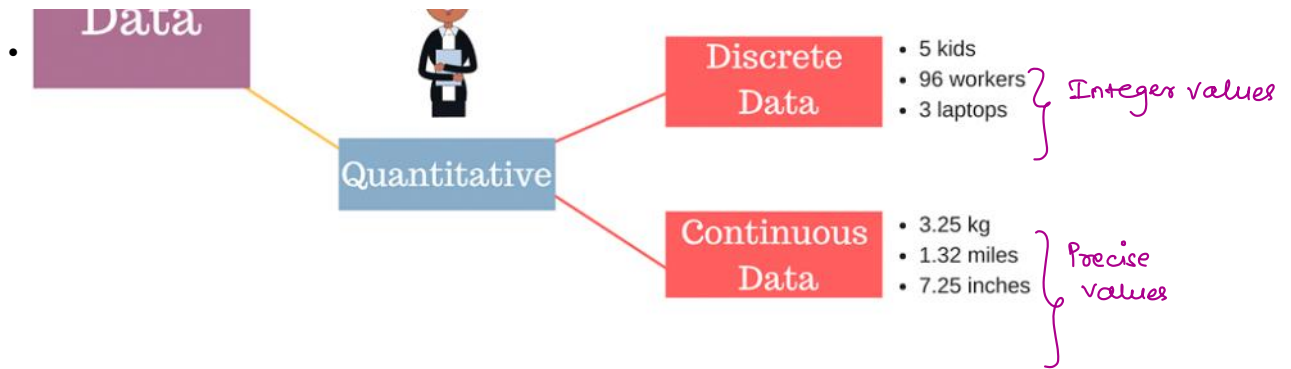 Data
Quantitative
Discrete
Data
• 5 kids
• 96 workers
• 3 laptops
Integer values
Continuous
Data
• 3.25 kg
• 1.32 miles
• 7.25 inches
Precise
values